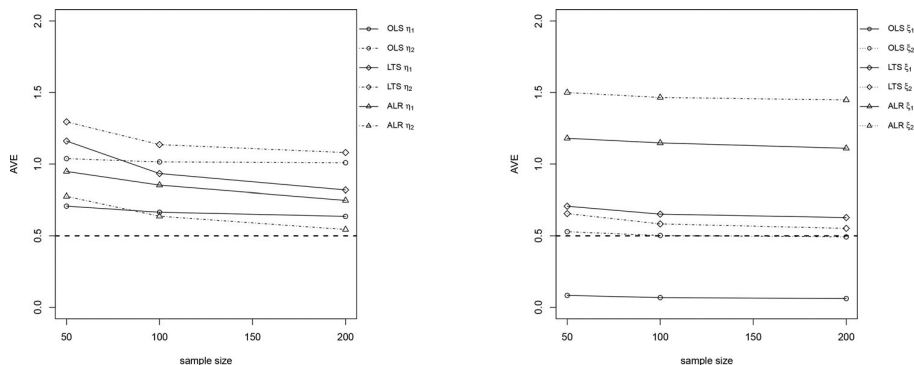 2.0
1.5
1.0
0.5
0.0
AVE
50
100
150
200
sample size
OLS η1
OLS η2
LTS η1
LTS η2
ALR η1
ALR η2
2.0
1.5
1.0
0.5
0.0
AVE
50
100
150
200
sample size
OLS ξ1
OLS ξ2
LTS ξ1
LTS ξ2
ALR ξ1
ALR ξ2